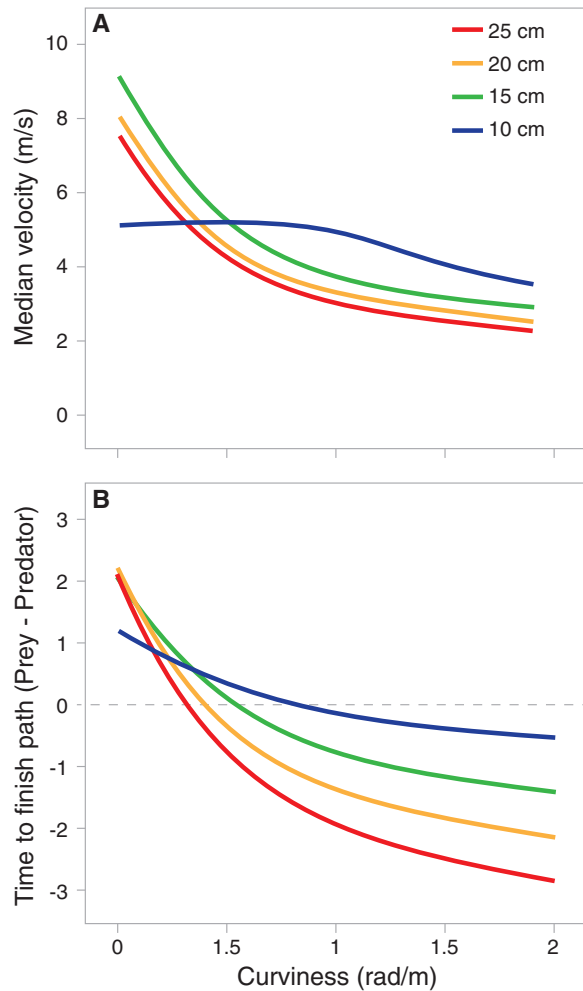 A
25 cm
20 cm
15 cm
10 cm
Median velocity (m/s)
10
8
6
4
2
0
B
Time to finish path (Prey - Predator)
3
2
1
0
-1
-2
-3
0 1.5 1 1.5 2
Curviness (rad/m)